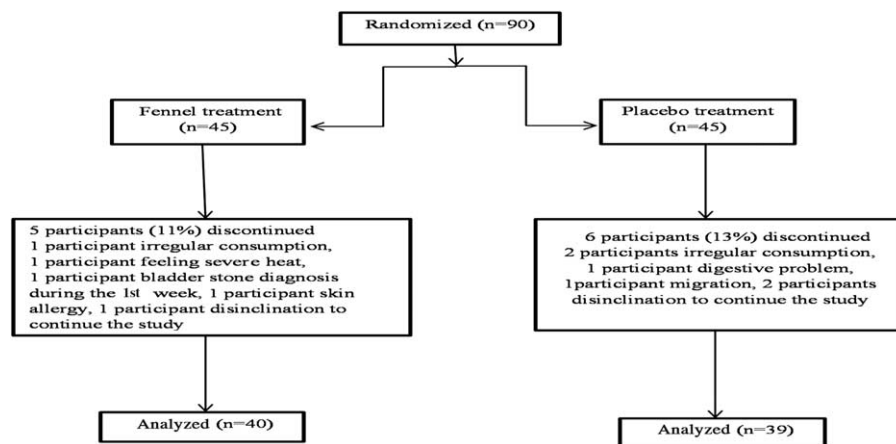 Randomized (n=90)
Fennel treatment
(n=45)
Placebo treatment
(n=45)
5 participants (11%) discontinued
1 participant irregular consumption,
1 participant feeling severe heat,
1 participant bladder stone diagnosis
during the 1st week, 1 participant skin
allergy, 1 participant disinclination to
continue the study
6 participants (13%) discontinued
2 participants irregular consumption,
1 participant digestive problem,
1participant migration, 2 participants
disinclination to continue the study
Analyzed (n=40)
Analyzed (n=39)